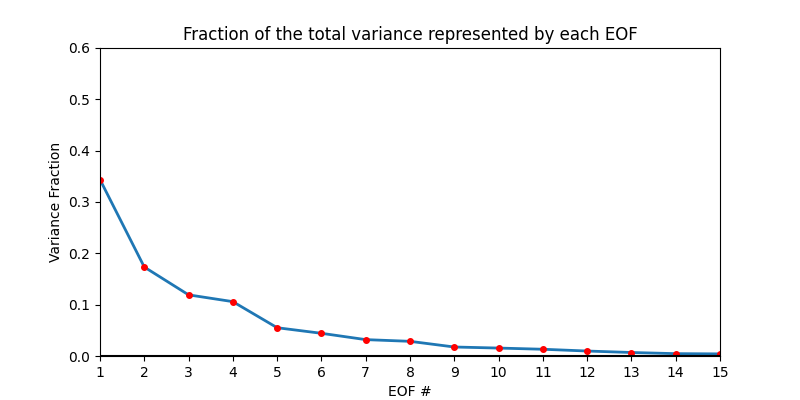 Fraction of the total variance represented by each EOF
0.6
0.5
0.4
0.3
0.2
0.1
0.0
Variance Fraction
1 2 3 4 5 6 7 8 9 10 11 12 13 14 15
EOF #